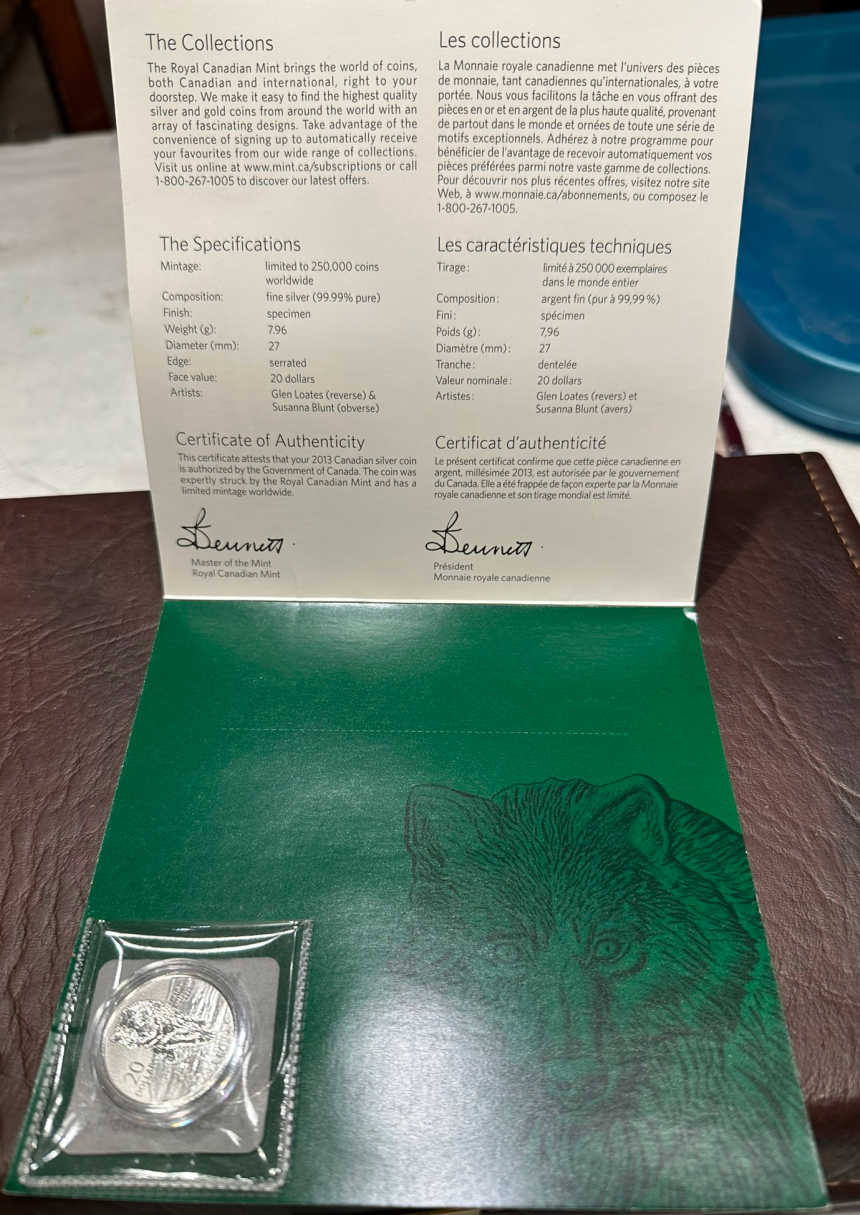 The Collections
The Royal Canadian Mint brings the world of coins,
both Canadian and international, right to your
doorstep. We make it easy to find the highest quality
silver and gold coins from around the world with an
array of fascinating designs. Take advantage of the
convenience of signing up to automatically receive
your favourites from our wide range of collections.
Visit us online at www.mint.ca/subscriptions or call
1-800-267-1005 to discover our latest offers.
The Specifications
Mintage: limited to 250,000 coins
worldwide
Composition: fine silver (99.99% pure)
Finish: specimen
Weight (g): 7.96
Diameter (mm): 27
Edge: serrated
Face value: 20 dollars
Artists: Glen Loates (reverse) &
Susanna Blunt (obverse)
Certificate of Authenticity
This certificate attests that your 2013 Canadian silver coin
is authorized by the Government of Canada. The coin was
expertly struck by the Royal Canadian Mint and has a
limited mintage worldwide.
Bennett
Master of the Mint
Royal Canadian Mint
Les collections
La Monnaie royale canadienne met l'univers des pièces
de monnaie, tant canadiennes qu'internationales, à votre
portée. Nous vous facilitons la tâche en vous offrant des
pièces en or et en argent de la plus haute qualité, provenant
de partout dans le monde et ornées de toute une série de
motifs exceptionnels. Adhérez à notre programme pour
bénéficier de l'avantage de recevoir automatiquement vos
pièces préférées parmi notre vaste gamme de collections.
Pour découvrir nos plus récentes offres, visitez notre site
Web, à www.monnaie.ca/abonnements, ou composez le
1-800-267-1005.
Les caractéristiques techniques
Tirage: limité à 250 000 exemplaires
dans le monde entier
Composition: argent fin (pur à 99,99 %)
Fini: spécimen
Poids (g): 7,96
Diamètre (mm): 27
Tranche: dentelée
Valeur nominale: 20 dollars
Artistes: Glen Loates (revers) et
Susanna Blunt (avers)
Certificat d'authenticité
Le présent certificat confirme que cette pièce canadienne en
argent, millésimée 2013, est autorisée par le gouvernement
du Canada. Elle a été frappée de façon experte par la Monnaie
royale canadienne et son tirage mondial est limité.
Bennett
Président
Monnaie royale canadienne
20
DOLLARS